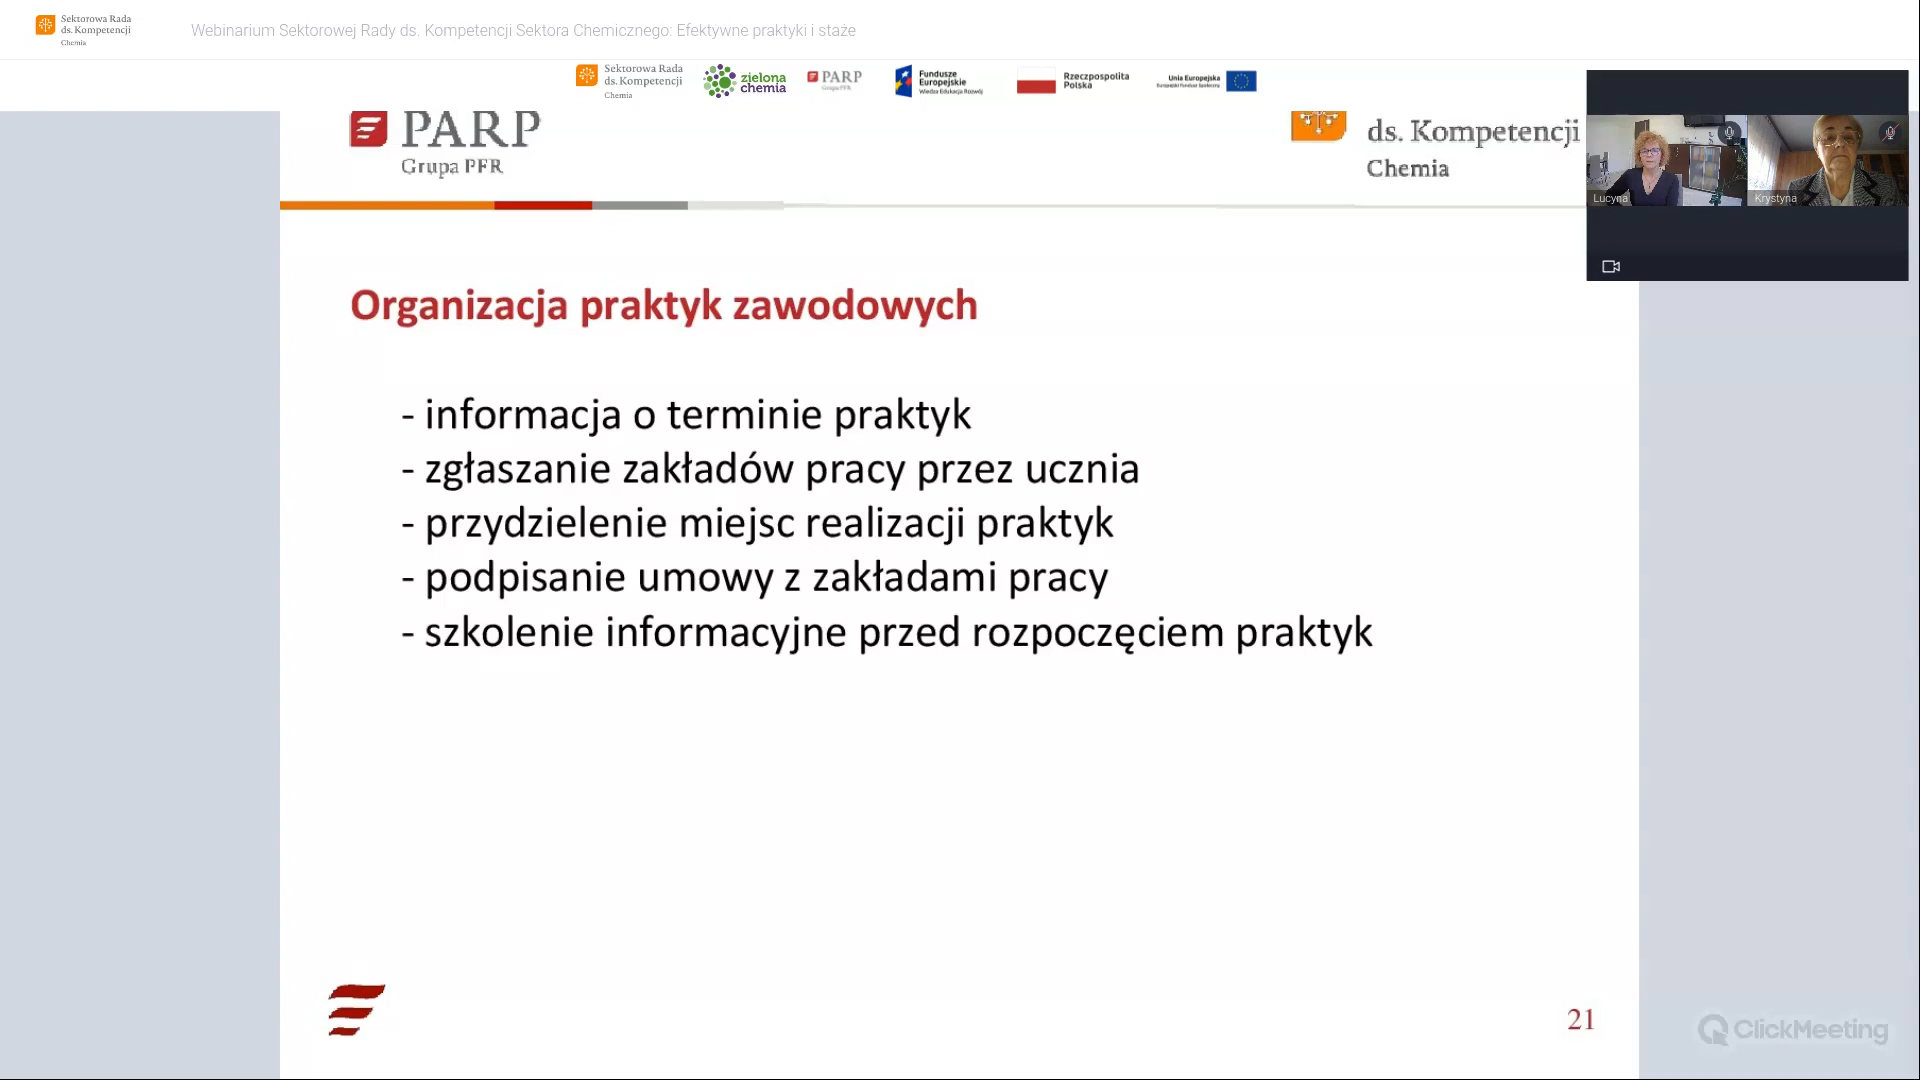 Sektorowa Rada
ds. Kompetencji
Chemia
Webinarium Sektorowej Rady ds. Kompetencji Sektora Chemicznego: Efektywne praktyki i staże
Sektorowa Rada
ds. Kompetencji
Chemia
zielona
chemia
PARP
Grupa PFR
Fundusze
Europejskie
Wiedza Edukacja Rozwój
Rzeczpospolita
Polska
Unia Europejska
Europejski Fundusz Społeczny
PARP
Grupa PFR
ds. Kompetencji
Chemia
Lucyna
Krystyna
Organizacja praktyk zawodowych
- informacja o terminie praktyk
- zgłaszanie zakładów pracy przez ucznia
- przydzielenie miejsc realizacji praktyk
- podpisanie umowy z zakładami pracy
- szkolenie informacyjne przed rozpoczęciem praktyk
21
ClickMeeting